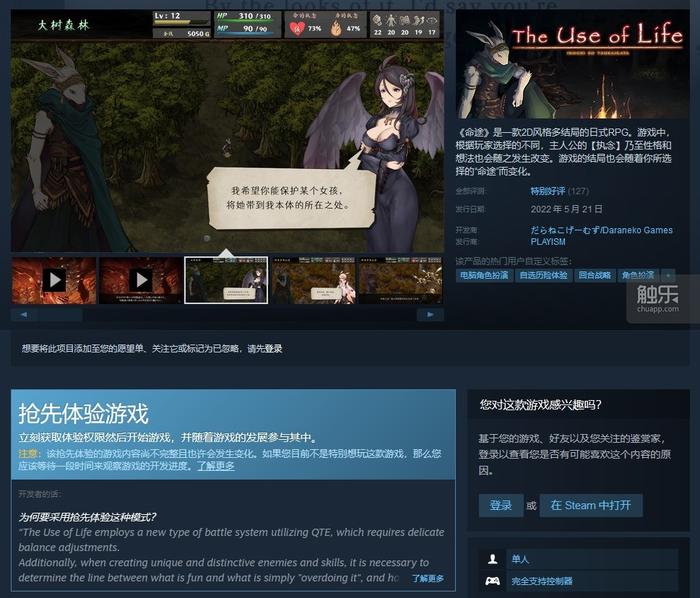 By the looks of it, I'd say you're
大树森林
Lv : 12
金钱 5050 G
HP 310 / 310
MP 90 / 90
73%
47%
22 20 20 19 17
The Use of Life
我希望你能保护某个女孩,
将她带到我本体的所在之处。
《命途》是一款2D风格多结局的日式RPG。游戏中,
根据玩家选择的不同，主人公的【执念】乃至性格和
想法也会随之发生改变。游戏的结局也会随着你所选
择的“命途”而变化。
全部评测: 特别好评 (127)
发行日期: 2022 年 5 月 21 日
开发商: だらねこげーむず/Daraneko Games
发行商: PLAYISM
该产品的热门用户自定义标签:
电脑角色扮演 自选历险体验 回合战略 角色扮演 +
触乐
chuapp.com
想要将此项目添加至您的愿望单、关注它或标记为已忽略，请先登录
抢先体验游戏
立刻获取体验权限然后开始游戏，并随着游戏的发展参与其中。
注意：该抢先体验的游戏内容尚不完整且也许会发生变化。如果您目前不是特别想玩这款游戏，那么您
应该等待一段时间来观察游戏的开发进度。了解更多
开发者的话:
为何要采用抢先体验这种模式?
“The Use of Life employs a new type of battle system utilizing QTE, which requires delicate
balance adjustments.
Additionally, when creating unique and distinctive enemies and skills, it is necessary to
determine the line between what is fun and what is simply "overdoing it", and ho 了解更多
您对这款游戏感兴趣吗?
基于您的游戏、好友以及您关注的鉴赏家,
登录以查看您是否有可能喜欢这个内容的原
因。
登录 或 在 Steam 中打开
单人
完全支持控制器